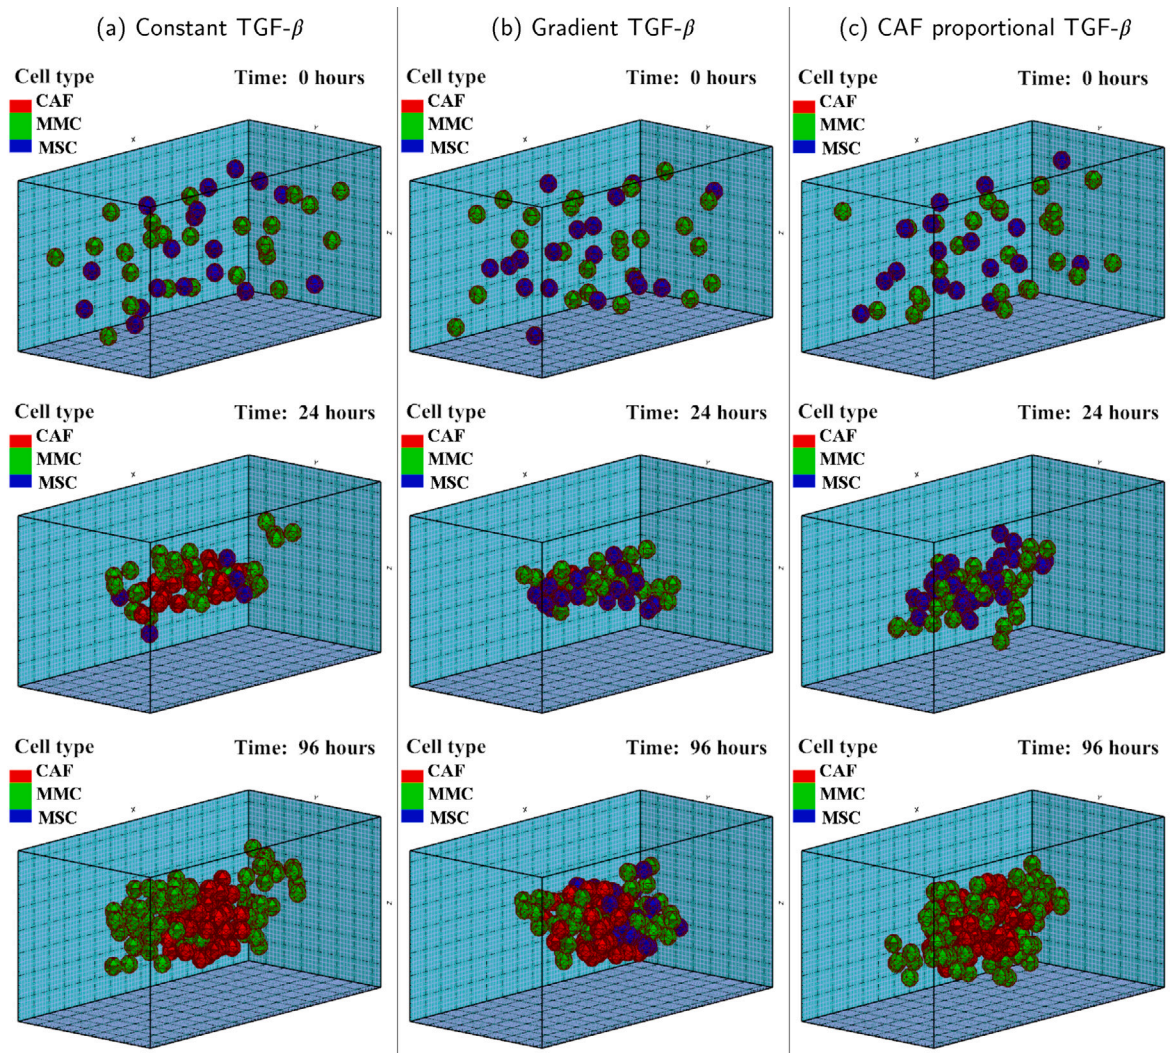 (a) Constant TGF-β
(b) Gradient TGF-β
(c) CAF proportional TGF-β
Cell type
Time: 0 hours
CAF
MMC
MSC
X
Y
Z
Cell type
Time: 0 hours
CAF
MMC
MSC
X
Y
Z
Cell type
Time: 0 hours
CAF
MMC
MSC
X
Y
Z
Cell type
Time: 24 hours
CAF
MMC
MSC
X
Y
Z
Cell type
Time: 24 hours
CAF
MMC
MSC
X
Y
Z
Cell type
Time: 24 hours
CAF
MMC
MSC
X
Y
Z
Cell type
Time: 96 hours
CAF
MMC
MSC
X
Y
Z
Cell type
Time: 96 hours
CAF
MMC
MSC
X
Y
Z
Cell type
Time: 96 hours
CAF
MMC
MSC
X
Y
Z